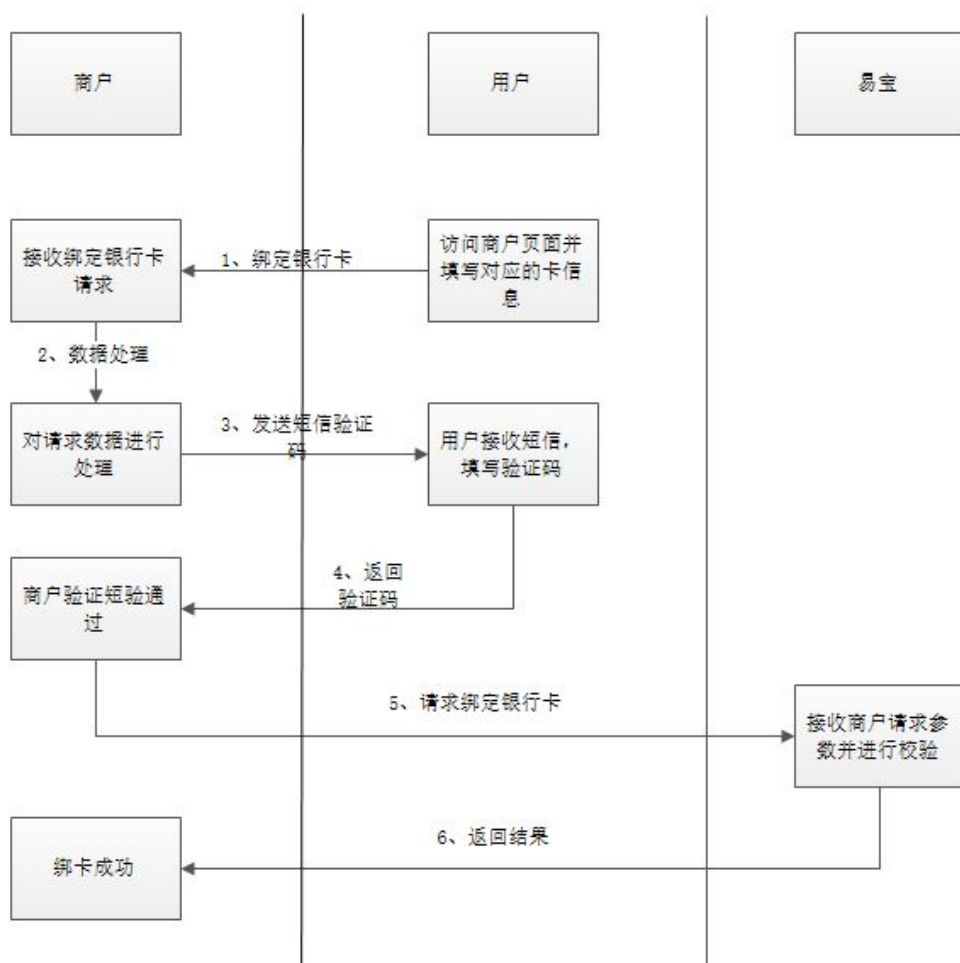 商户
用户
易宝
接收绑定银行卡
请求
1、绑定银行卡
访问商户页面并
填写对应的卡信
息
2、数据处理
对请求数据进行
处理
3、发送短信验证
码
用户接收短信，
填写验证码
商户验证短验通
过
4、返回
验证码
5、请求绑定银行卡
接收商户请求参
数并进行校验
绑卡成功
6、返回结果